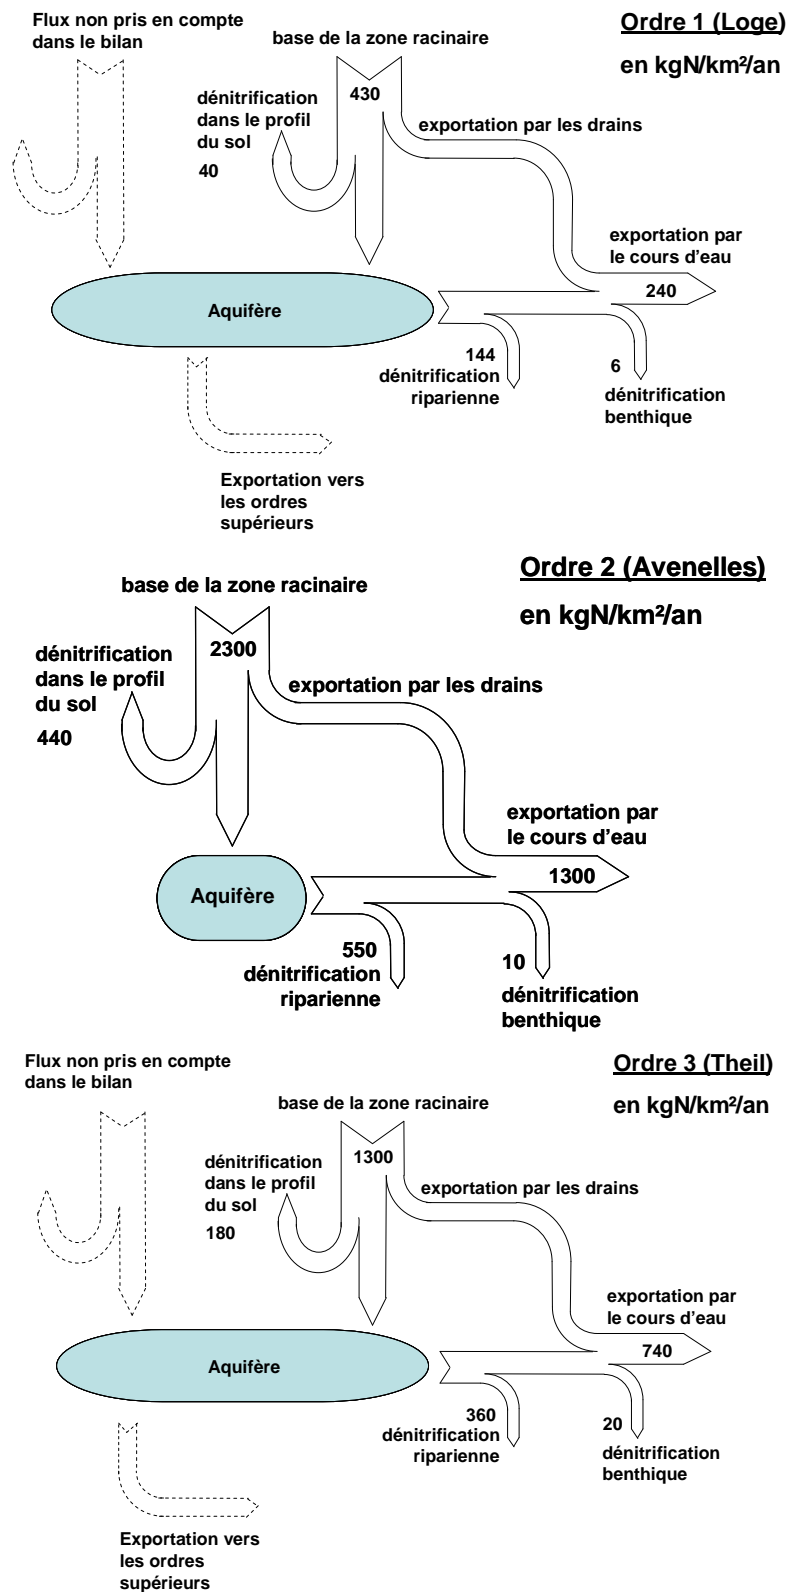 Flux non pris en compte
dans le bilan
base de la zone racinaire
Ordre 1 (Loge)
en kgN/km²/an
430
dénitrification
dans le profil
du sol
40
exportation par les drains
exportation par
le cours d'eau
240
Aquifère
144
dénitrification
riparienne
6
dénitrification
benthique
Exportation vers
les ordres
supérieurs
Ordre 2 (Avenelles)
en kgN/km²/an
base de la zone racinaire
2300
dénitrification
dans le profil
du sol
440
exportation par les drains
exportation par
le cours d'eau
1300
Aquifère
550
dénitrification
riparienne
10
dénitrification
benthique
Flux non pris en compte
dans le bilan
Ordre 3 (Theil)
en kgN/km²/an
base de la zone racinaire
1300
dénitrification
dans le profil
du sol
180
exportation par les drains
exportation par
le cours d'eau
740
Aquifère
360
dénitrification
riparienne
20
dénitrification
benthique
Exportation vers
les ordres
supérieurs